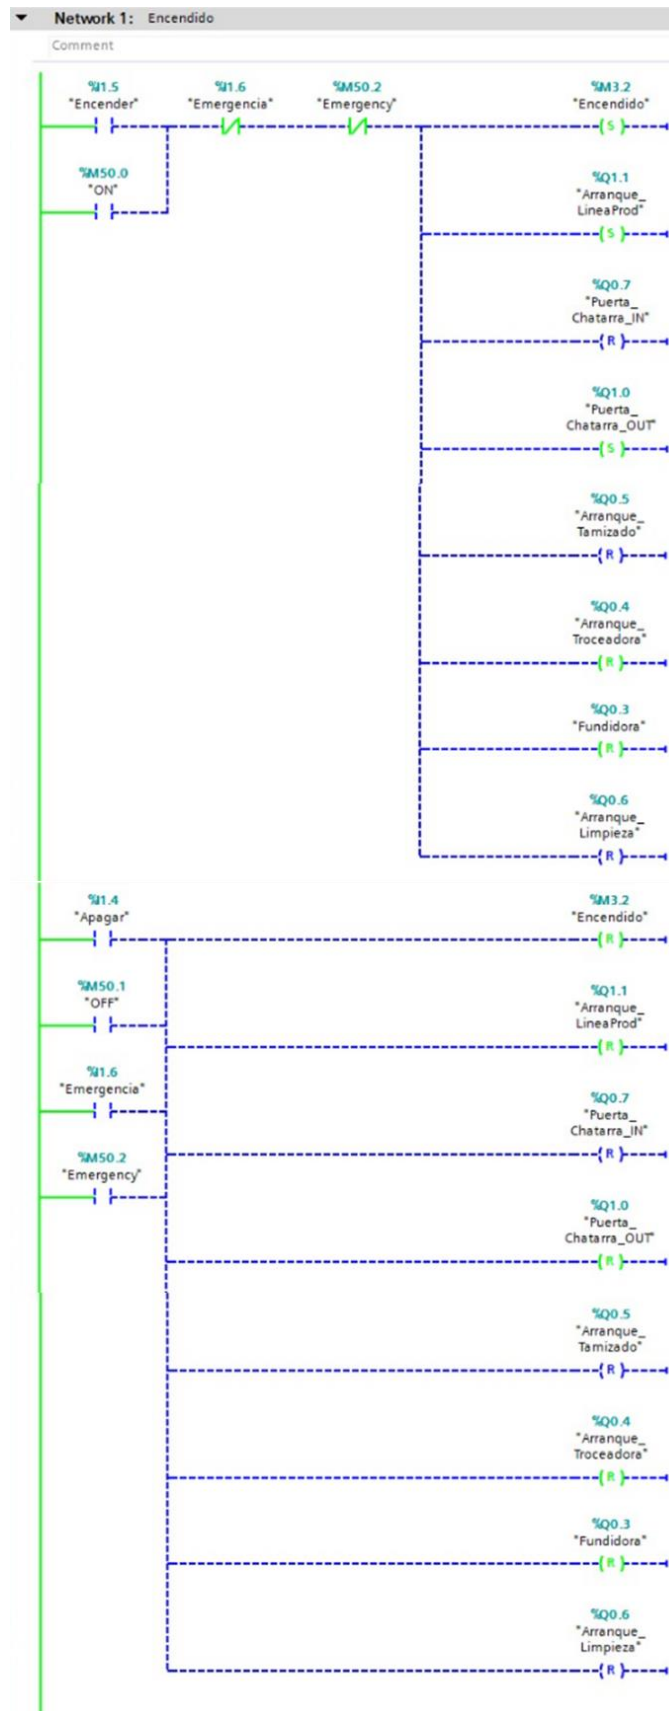 Network 1: Encendido
Comment
%I1.5
"Encender"
%I1.6
"Emergencia"
%M50.2
"Emergency"
%M3.2
"Encendido"
S
%M50.0
"ON"
%Q1.1
"Arranque_
LineaProd"
S
%Q0.7
"Puerta_
Chatarra_IN"
R
%Q1.0
"Puerta_
Chatarra_OUT"
S
%Q0.5
"Arranque_
Tamizado"
R
%Q0.4
"Arranque_
Troceadora"
R
%Q0.3
"Fundidora"
R
%Q0.6
"Arranque_
Limpieza"
R
%I1.4
"Apagar"
%M3.2
"Encendido"
R
%M50.1
"OFF"
%Q1.1
"Arranque_
LineaProd"
R
%I1.6
"Emergencia"
%Q0.7
"Puerta_
Chatarra_IN"
R
%M50.2
"Emergency"
%Q1.0
"Puerta_
Chatarra_OUT"
R
%Q0.5
"Arranque_
Tamizado"
R
%Q0.4
"Arranque_
Troceadora"
R
%Q0.3
"Fundidora"
R
%Q0.6
"Arranque_
Limpieza"
R